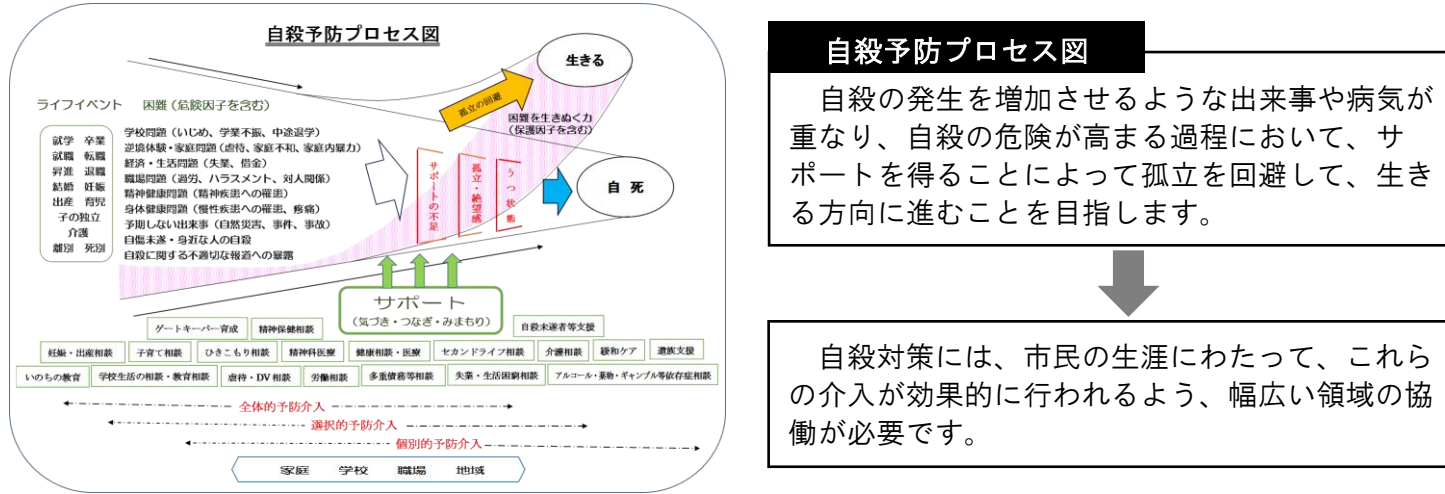 自殺予防プロセス図
生きる
孤立の回避
困難を生きぬく力
(保護因子を含む)
ライフイベント 困難(危険因子を含む)
就学 卒業
就職 転職
昇進 退職
結婚 妊娠
出産 育児
子の独立
介護
離別 死別
学校問題(いじめ、学業不振、中途退学)
逆境体験・家庭問題(虐待、家庭不和、家庭内暴力)
経済・生活問題(失業、借金)
職場問題(過労、ハラスメント、対人関係)
精神健康問題(精神疾患への罹患)
身体健康問題(慢性疾患への罹患、疼痛)
予期しない出来事(自然災害、事件、事故)
自傷未遂・身近な人の自殺
自殺に関する不適切な報道への暴露
サポートの不足
孤立・絶望感
うつ状態
自 死
サポート
(気づき・つなぎ・みまもり)
ゲートキーパー育成 精神保健相談 自殺未遂者等支援
妊娠・出産相談 子育て相談 ひきこもり相談 精神科医療 健康相談・医療 セカンドライフ相談 介護相談 緩和ケア 遺族支援
いのちの教育 学校生活の相談・教育相談 虐待・DV相談 労働相談 多重債務等相談 失業・生活困窮相談 アルコール・薬物・ギャンブル等依存症相談
全体的予防介入
選択的予防介入
個別的予防介入
家庭 学校 職場 地域
自殺予防プロセス図
自殺の発生を増加させるような出来事や病気が
重なり、自殺の危険が高まる過程において、サ
ポートを得ることによって孤立を回避して、生き
る方向に進むことを目指します。
自殺対策には、市民の生涯にわたって、これら
の介入が効果的に行われるよう、幅広い領域の協
働が必要です。